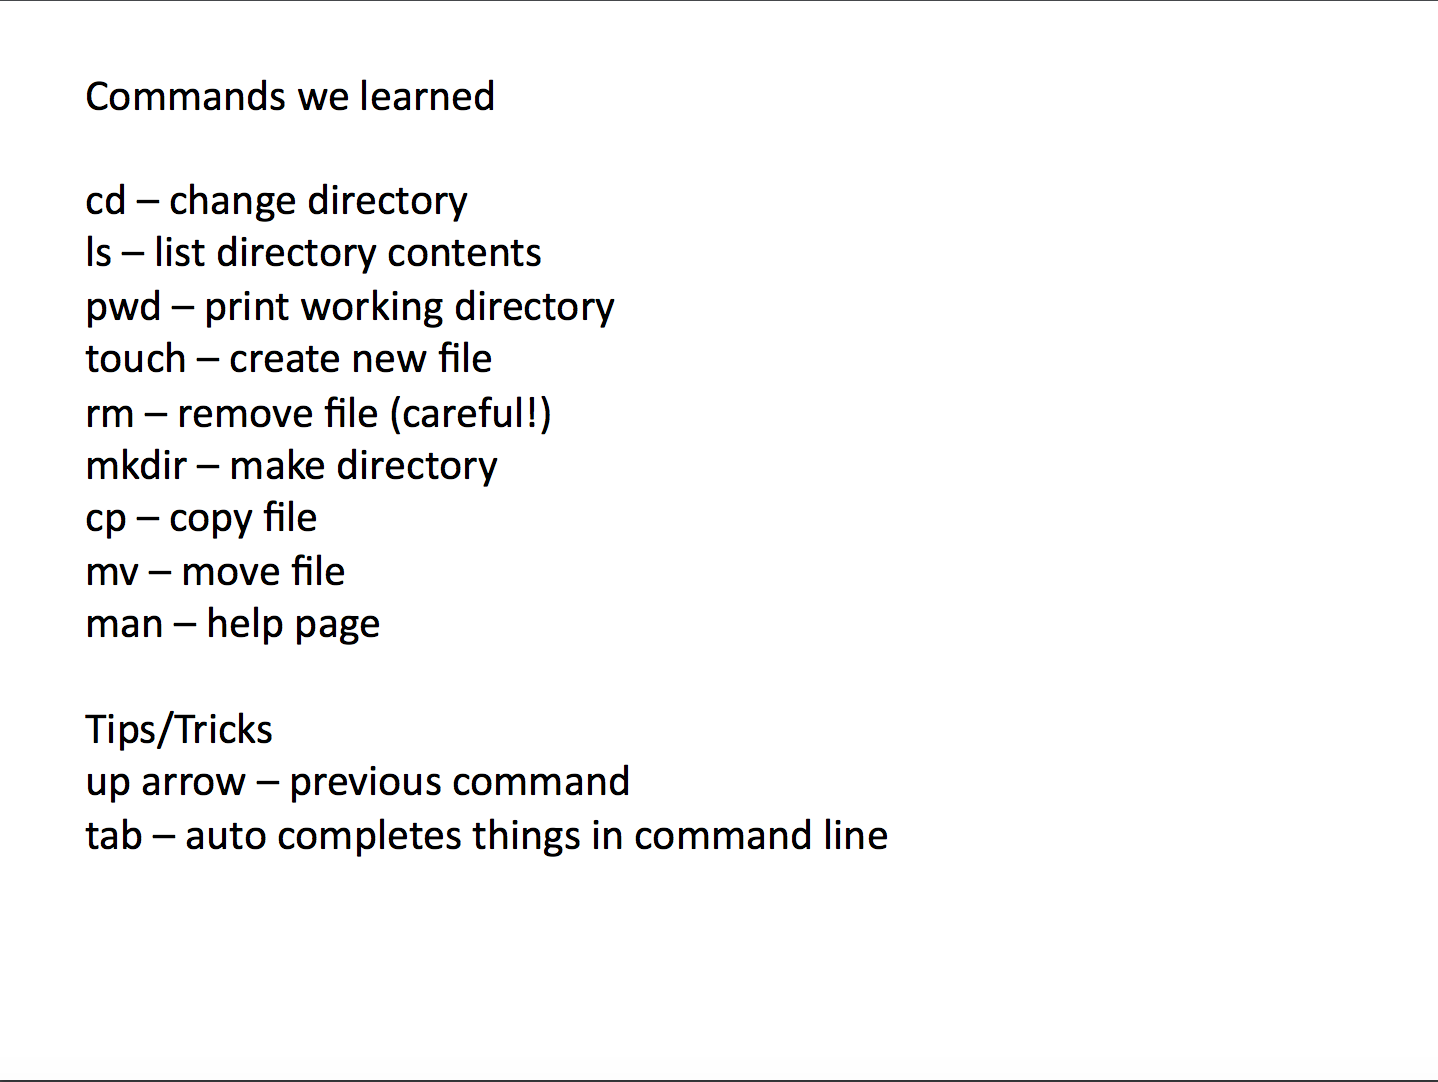 Commands we learned
cd – change directory
ls – list directory contents
pwd – print working directory
touch – create new file
rm – remove file (careful!)
mkdir – make directory
cp – copy file
mv – move file
man – help page
Tips/Tricks
up arrow – previous command
tab – auto completes things in command line